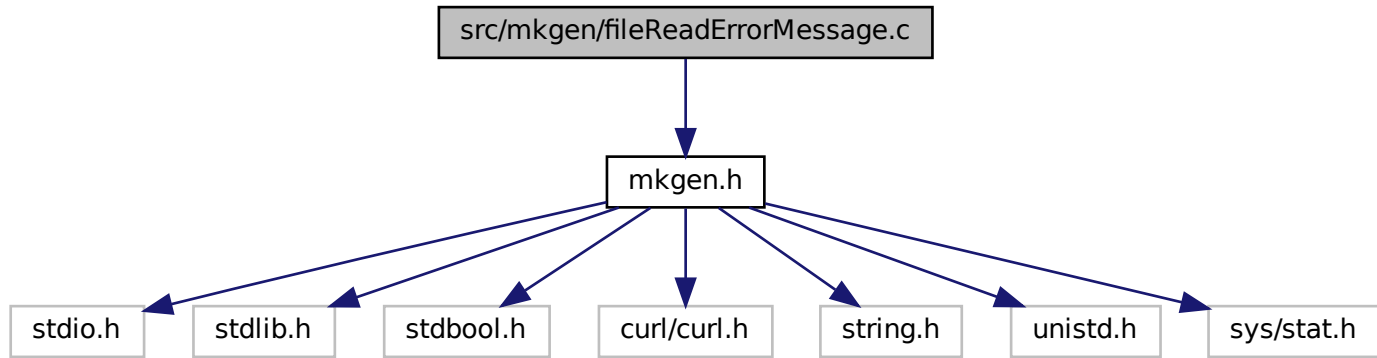 src/mkgen/fileReadErrorMessage.c
mkgen.h
stdio.h
stdlib.h
stdbool.h
curl/curl.h
string.h
unistd.h
sys/stat.h